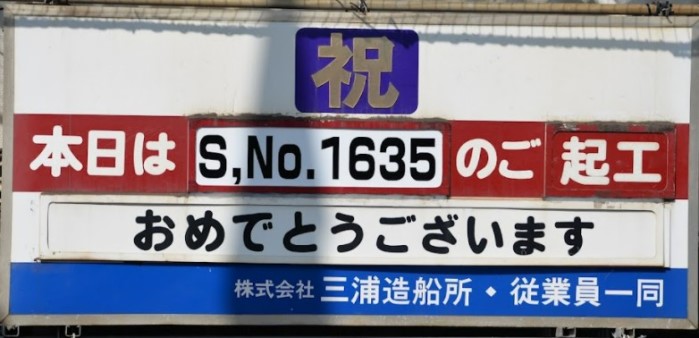 祝
本日は S,No.1635 のご 起工
おめでとうございます
株式会社 三浦造船所・従業員一同